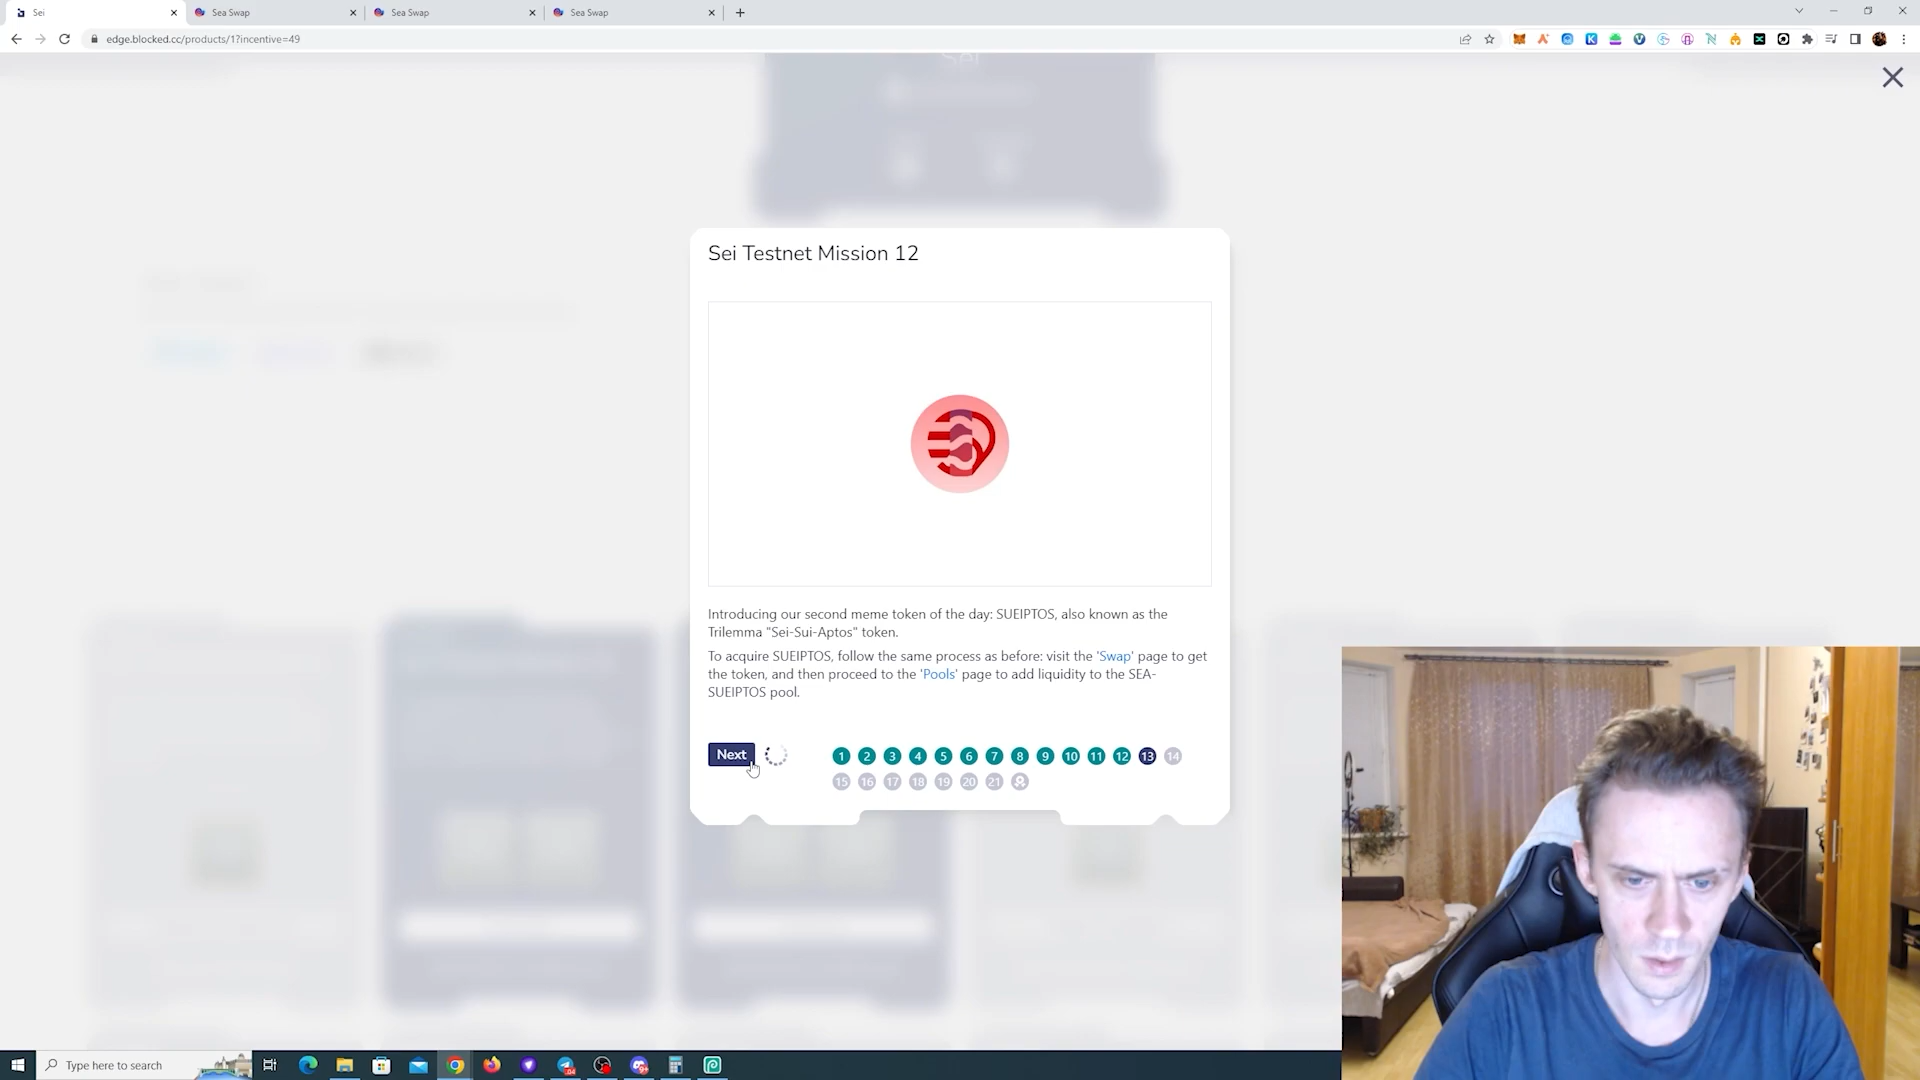 Sei
Sea Swap
Sea Swap
Sea Swap
edge.blocked.cc/products/1?incentive=49
Sei
Sei Testnet Mission 12
Introducing our second meme token of the day: SUEIPTOS, also known as the
Trilemma "Sei-Sui-Aptos" token.
To acquire SUEIPTOS, follow the same process as before: visit the 'Swap' page to get
the token, and then proceed to the 'Pools' page to add liquidity to the SEA-
SUEIPTOS pool.
Next
1 2 3 4 5 6 7 8 9 10 11 12 13 14
15 16 17 18 19 20 21
Type here to search